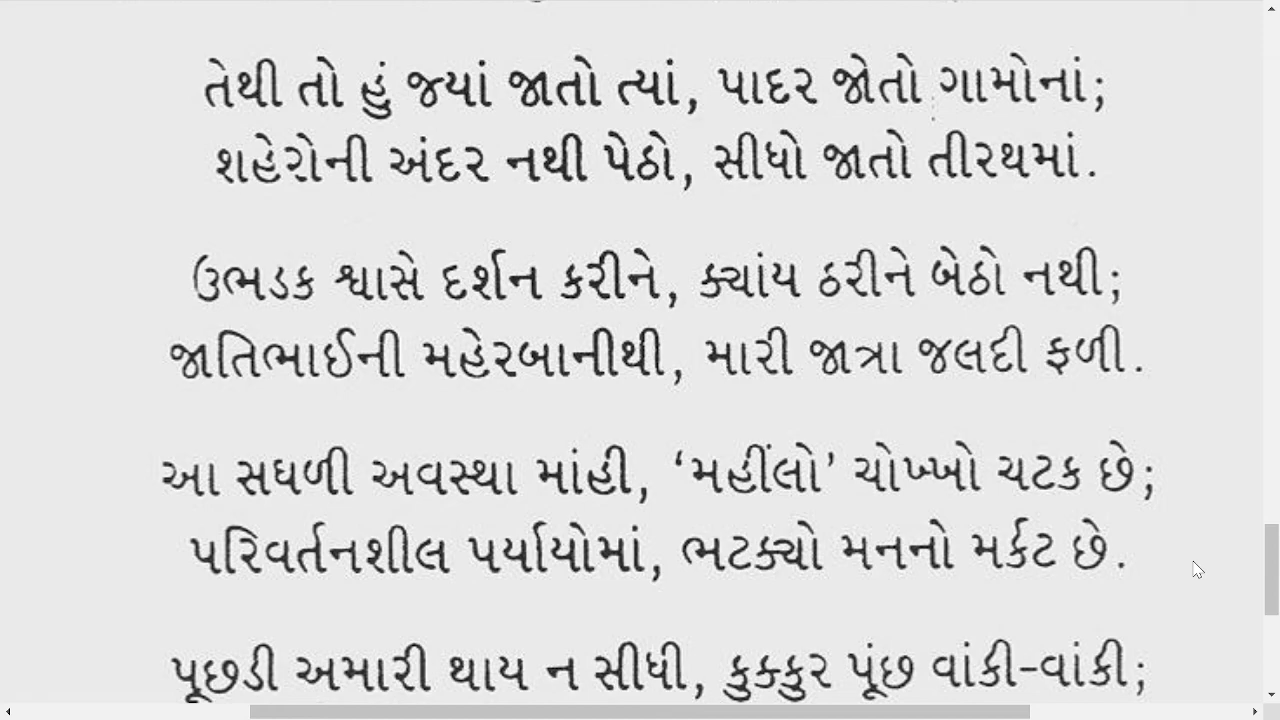 તેથી તો હું જ્યાં જાતો ત્યાં, પાદર જોતો ગામોનાં;
શહેરોની અંદર નથી પેઠો, સીધો જાતો તીરથમાં.
ઉભડક શ્વાસે દર્શન કરીને, ક્યાંય ઠરીને બેઠો નથી;
જાતિભાઈની મહેરબાનીથી, મારી જાત્રા જલદી ફળી.
આ સઘળી અવસ્થા માંહી, ‘મહીંલો’ ચોખ્ખો ચટક છે;
પરિવર્તનશીલ પર્યાયોમાં, ભટક્યો મનનો મર્કટ છે.
પૂછડી અમારી થાય ન સીધી, કુક્કુર પૂંછ વાંકી-વાંકી;